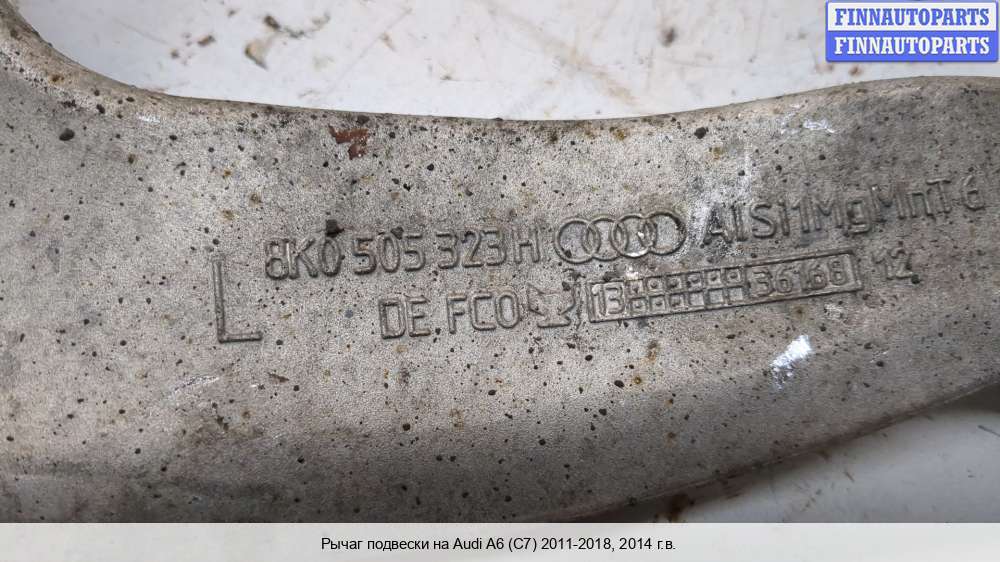 FINNAUTOPARTS
FINNAUTOPARTS
8K0 505 323H AlSi1MgMnT6
L DE FCO 13 36168 12
Рычаг подвески на Audi A6 (C7) 2011-2018, 2014 г.в.